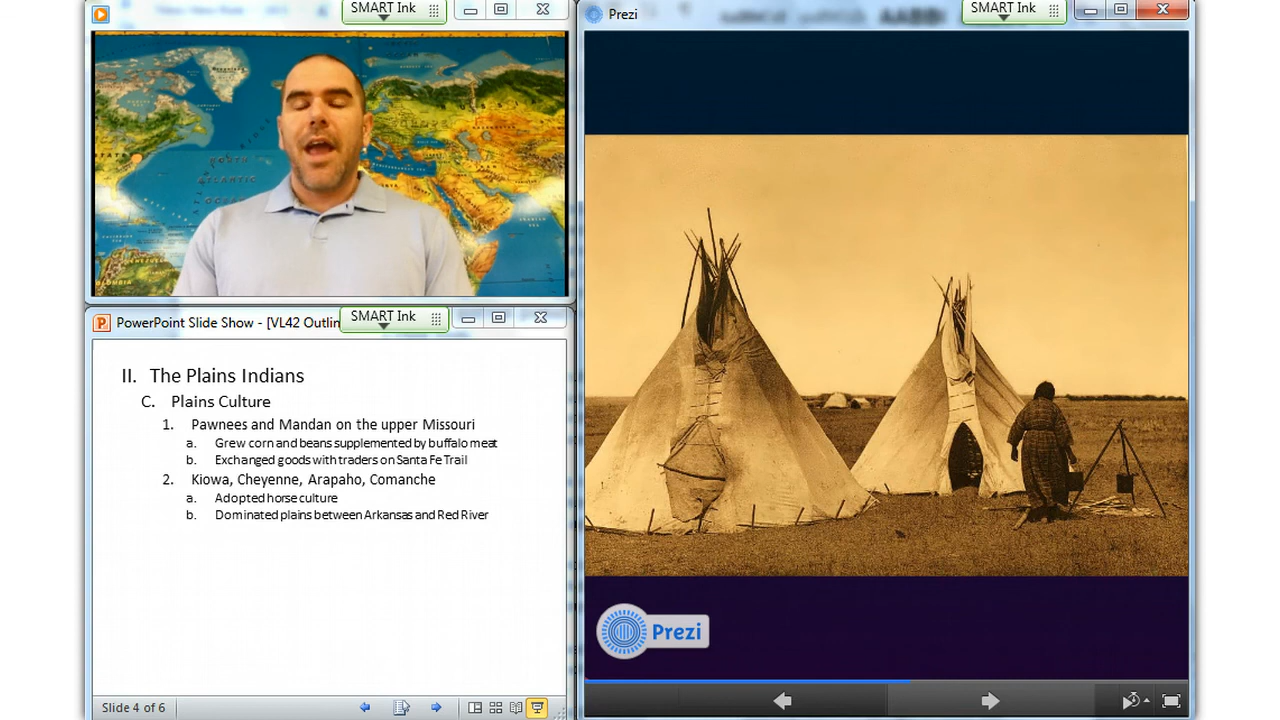 SMART Ink
SMART Ink
Prezi
PowerPoint Slide Show - [VL42 Outlin
SMART Ink
II. The Plains Indians
C. Plains Culture
1. Pawnees and Mandan on the upper Missouri
a. Grew corn and beans supplemented by buffalo meat
b. Exchanged goods with traders on Santa Fe Trail
2. Kiowa, Cheyenne, Arapaho, Comanche
a. Adopted horse culture
b. Dominated plains between Arkansas and Red River
Prezi
Slide 4 of 6